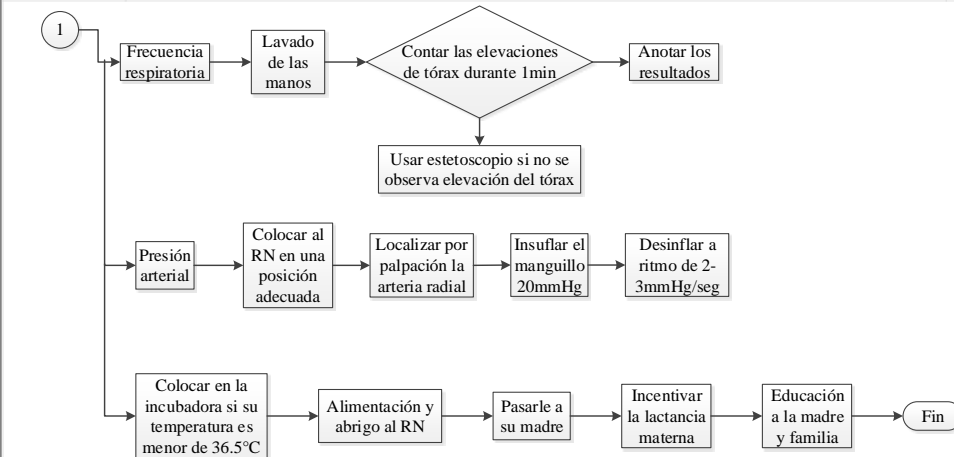 1
Frecuencia
respiratoria
Lavado
de las
manos
Contar las elevaciones
de tórax durante 1min
Anotar los
resultados
Usar estetoscopio si no se
observa elevación del tórax
Presión
arterial
Colocar al
RN en una
posición
adecuada
Localizar por
palpación la
arteria radial
Insuflar el
manguillo
20mmHg
Desinflar a
ritmo de 2-
3mmHg/seg
Colocar en la
incubadora si su
temperatura es
menor de 36.5°C
Alimentación y
abrigo al RN
Pasarle a
su madre
Incentivar
la lactancia
materna
Educación
a la madre
y familia
Fin